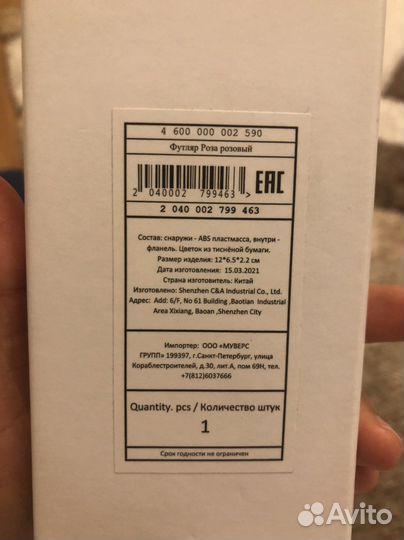 4 600 000 002 590
Футляр Роза розовый
2 040002 799463 >
EAC
2 040 002 799 463
Состав: снаружи - ABS пластмасса, внутри -
фланель. Цветок из тиснёной бумаги.
Размер изделия: 12*6.5*2.2 см
Дата изготовления: 15.03.2021
Страна изготовитель: Китай
Изготовлено: Shenzhen C&A Industrial Co., Ltd.
Адрес: Add: 6/F, No 61 Building ,Baotian Industrial
Area Xixiang, Baoan ,Shenzhen City
Импортер: ООО «МУВЕРС
ГРУПП» 199397, г.Санкт-Петербург, улица
Кораблестроителей, д.30, лит.А, пом 69Н, тел.
+7(812)6037666
Quantity. pcs / Количество штук
1
Срок годности не ограничен
Avito